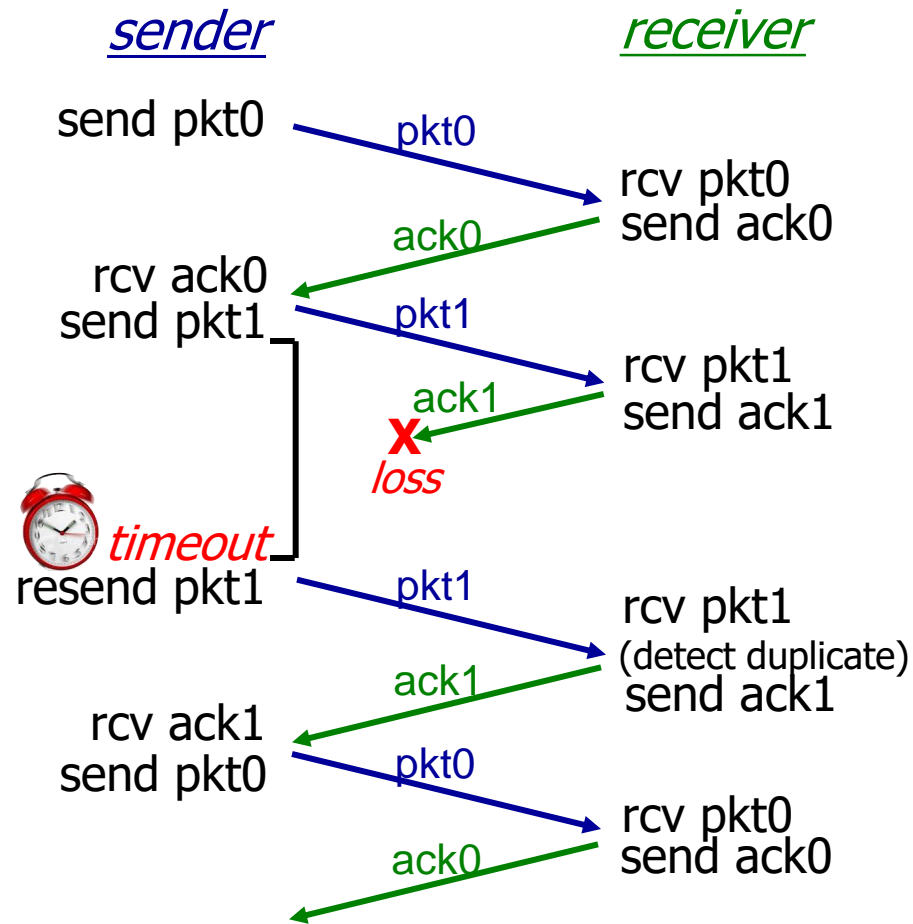 sender
receiver
send pkt0
pkt0
rcv pkt0
send ack0
ack0
rcv ack0
send pkt1
pkt1
rcv pkt1
send ack1
ack1
X
loss
timeout
resend pkt1
pkt1
rcv pkt1
(detect duplicate)
send ack1
ack1
rcv ack1
send pkt0
pkt0
rcv pkt0
send ack0
ack0